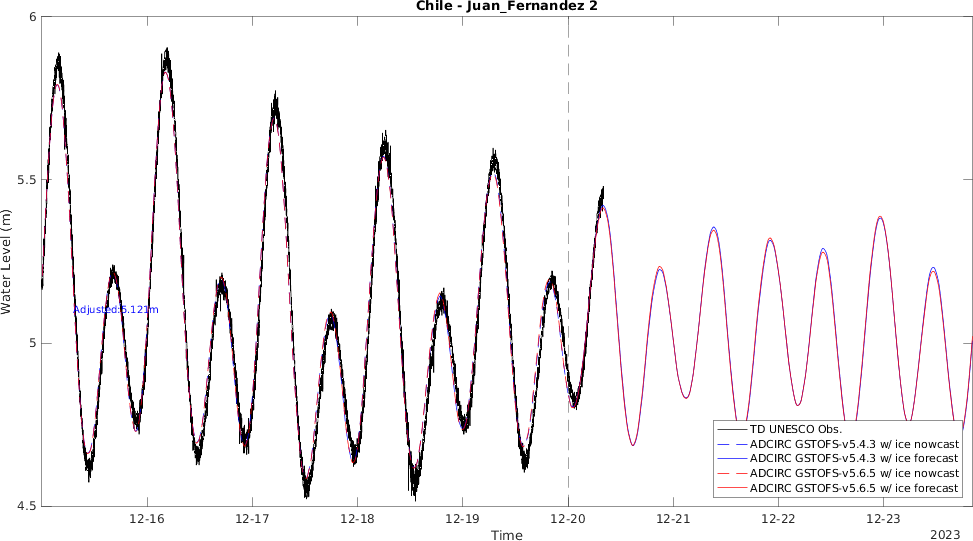 Chile - Juan_Fernandez 2
6
5.5
5
4.5
Water Level (m)
Adjusted:5.121m
TD UNESCO Obs.
ADCIRC GSTOFS-v5.4.3 w/ ice nowcast
ADCIRC GSTOFS-v5.4.3 w/ ice forecast
ADCIRC GSTOFS-v5.6.5 w/ ice nowcast
ADCIRC GSTOFS-v5.6.5 w/ ice forecast
12-16 12-17 12-18 12-19 12-20 12-21 12-22 12-23
Time
2023